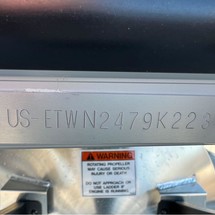 US-ETWN2479K223
WARNING
ROTATING PROPELLER
MAY CAUSE SERIOUS
INJURY OR DEATH
DO NOT APPROACH OR
USE LADDER IF
ENGINE IS RUNNING